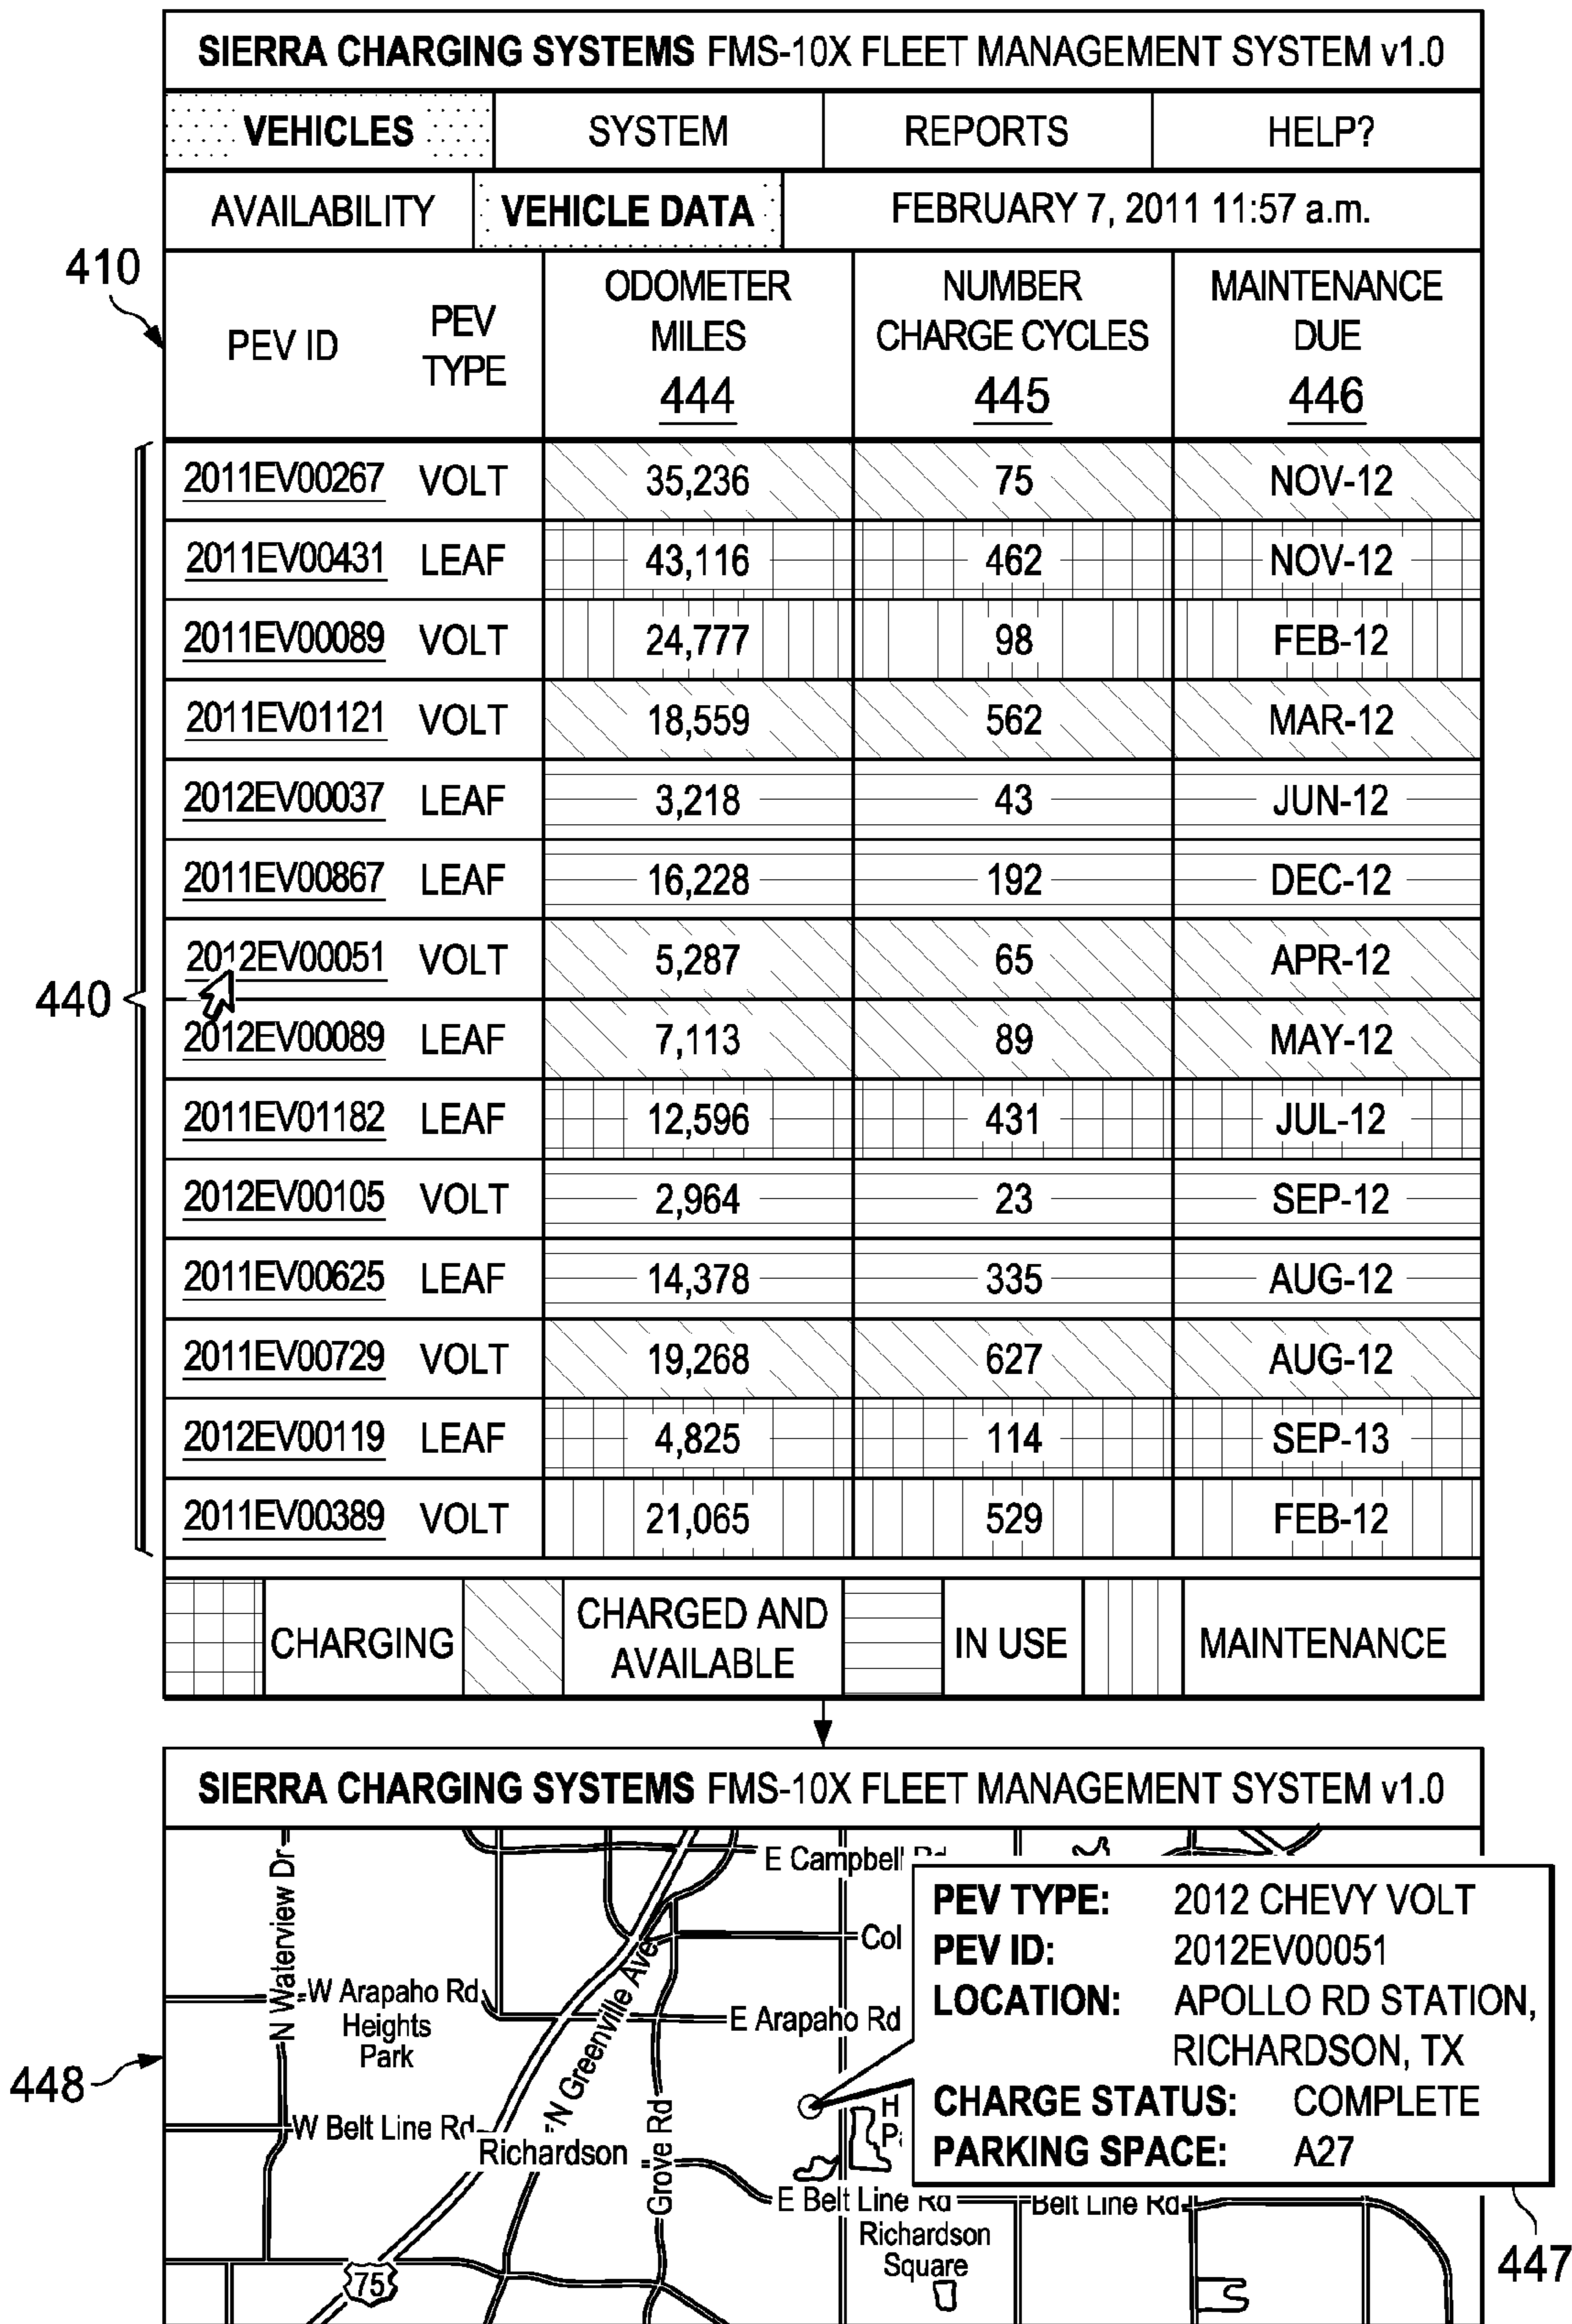 SIERRA CHARGING SYSTEMS FMS-10X FLEET MANAGEMENT SYSTEM v1.0
VEHICLES SYSTEM REPORTS HELP?
AVAILABILITY VEHICLE DATA FEBRUARY 7, 2011 11:57 a.m.
410
PEV ID
PEV
TYPE
ODOMETER
MILES
444
NUMBER
CHARGE CYCLES
445
MAINTENANCE
DUE
446
2011EV00267 VOLT 35,236 75 NOV-12
2011EV00431 LEAF 43,116 462 NOV-12
2011EV00089 VOLT 24,777 98 FEB-12
2011EV01121 VOLT 18,559 562 MAR-12
2012EV00037 LEAF 3,218 43 JUN-12
2011EV00867 LEAF 16,228 192 DEC-12
2012EV00051 VOLT 5,287 65 APR-12
440
2012EV00089 LEAF 7,113 89 MAY-12
2011EV01182 LEAF 12,596 431 JUL-12
2012EV00105 VOLT 2,964 23 SEP-12
2011EV00625 LEAF 14,378 335 AUG-12
2011EV00729 VOLT 19,268 627 AUG-12
2012EV00119 LEAF 4,825 114 SEP-13
2011EV00389 VOLT 21,065 529 FEB-12
CHARGING
CHARGED AND
AVAILABLE
IN USE
MAINTENANCE
SIERRA CHARGING SYSTEMS FMS-10X FLEET MANAGEMENT SYSTEM v1.0
N Waterview Dr
E Campbell
Col
W Arapaho Rd
Heights
Park
E Arapaho Rd
N Greenville Ave
448
W Belt Line Rd
Richardson
Grove Rd
H
E Belt Line Rd
Belt Line Rd
Richardson
Square
75
PEV TYPE: 2012 CHEVY VOLT
PEV ID: 2012EV00051
LOCATION: APOLLO RD STATION,
RICHARDSON, TX
CHARGE STATUS: COMPLETE
PARKING SPACE: A27
447